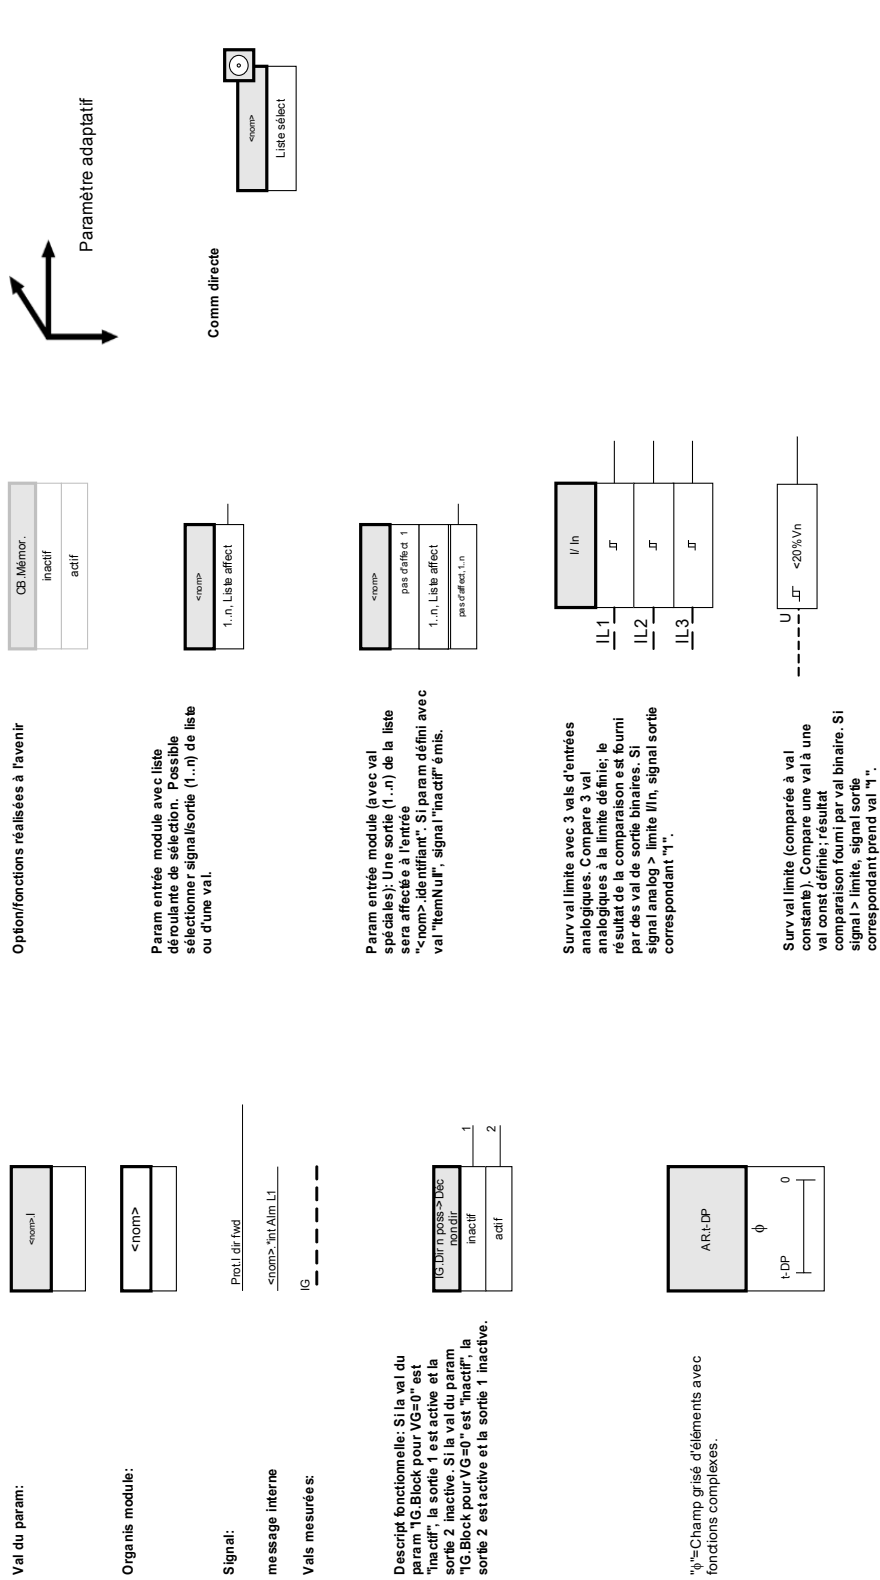 Val du param:
<nom>.I
Organis module:
<nom>
Signal:
Prot.I dir fwd
message interne
<nom>.*int Alm L1
Vals mesurées:
IG
Descript fonctionnelle: Si la val du
param "IG.Block pour VG=0" est
"inactif", la sortie 1 est active et la
sortie 2 inactive. Si la val du param
"IG.Block pour VG=0" est "inactif", la
sortie 2 est active et la sortie 1 inactive.
IG.Dir n poss->Déc
non dir
inactif
actif
1
2
"φ"=Champ grisé d'éléments avec
fonctions complexes.
AR.t-DP
φ
t-DP
0
Option/fonctions réalisées à l'avenir
CB.Mémor.
inactif
actif
Param entrée module avec liste
déroulante de sélection. Possible
sélectionner signal/sortie (1..n) de liste
ou d'une val.
<nom>
1..n, Liste affect
Param entrée module (avec val
spéciales): Une sortie (1..n) de la liste
sera affectée à l'entrée
"<nom>.identifiant". Si param défini avec
val "ItemNull", signal "inactif" émis.
<nom>
pas d'affect 1
1..n, Liste affect
pas d'affect, 1..n
Surv val limite avec 3 vals d'entrées
analogiques. Compare 3 val
analogiques à la limite définie; le
résultat de la comparaison est fourni
par des val de sortie binaires. Si
signal analog > limite I/In, signal sortie
correspondant "1".
I/ In
IL1
IL2
IL3
Surv val limite (comparée à val
constante). Compare une val à une
val const définie; résultat
comparaison fourni par val binaire. Si
signal > limite, signal sortie
correspondant prend val "1".
U
<20%Vn
Paramètre adaptatif
Comm directe
<nom>
Liste sélect